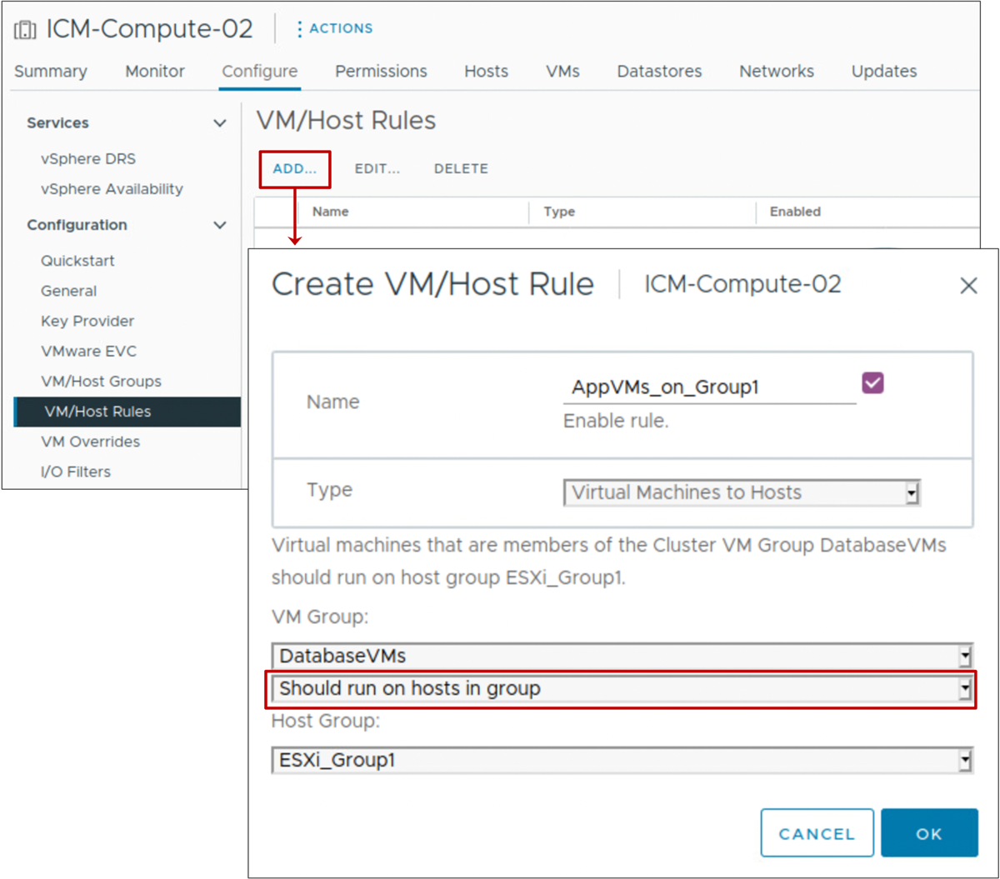 ICM-Compute-02 ACTIONS
Summary Monitor Configure Permissions Hosts VMs Datastores Networks Updates
Services
vSphere DRS
vSphere Availability
Configuration
Quickstart
General
Key Provider
VMware EVC
VM/Host Groups
VM/Host Rules
VM Overrides
I/O Filters
VM/Host Rules
ADD... EDIT... DELETE
Name Type Enabled
Create VM/Host Rule ICM-Compute-02
Name AppVMs_on_Group1
Enable rule.
Type Virtual Machines to Hosts
Virtual machines that are members of the Cluster VM Group DatabaseVMs
should run on host group ESXi_Group1.
VM Group:
DatabaseVMs
Should run on hosts in group
Host Group:
ESXi_Group1
CANCEL OK